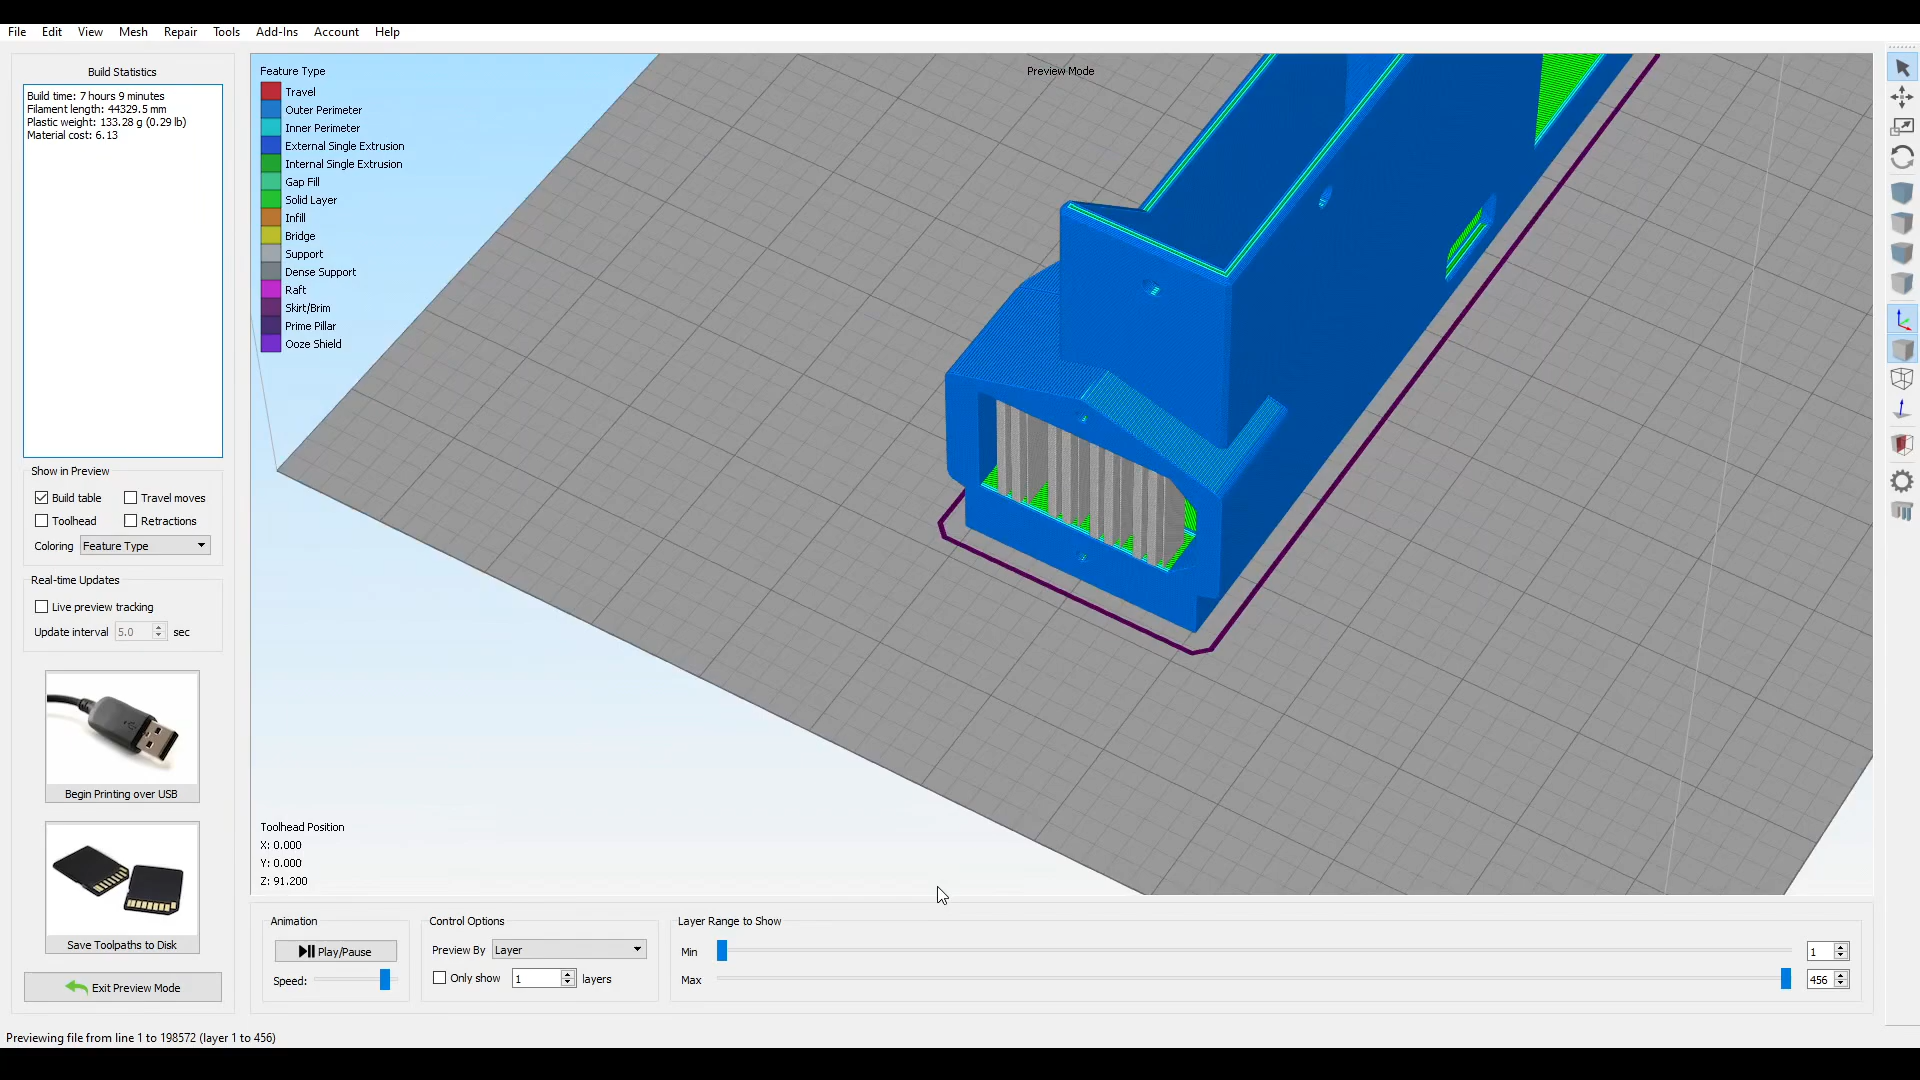 File Edit View Mesh Repair Tools Add-Ins Account Help
Build Statistics
Build time: 7 hours 9 minutes
Filament length: 44329.5 mm
Plastic weight: 133.28 g (0.29 lb)
Material cost: 6.13
Show in Preview
Build table Travel moves
Toolhead Retractions
Coloring Feature Type
Real-time Updates
Live preview tracking
Update interval 5.0 sec
Begin Printing over USB
Save Toolpaths to Disk
Exit Preview Mode
Feature Type
Travel
Outer Perimeter
Inner Perimeter
External Single Extrusion
Internal Single Extrusion
Gap Fill
Solid Layer
Infill
Bridge
Support
Dense Support
Raft
Skirt/Brim
Prime Pillar
Ooze Shield
Preview Mode
Toolhead Position
X: 0.000
Y: 0.000
Z: 91.200
Animation
Play/Pause
Speed:
Control Options
Preview By Layer
Only show 1 layers
Layer Range to Show
Min 1
Max 456
Previewing file from line 1 to 198572 (layer 1 to 456)